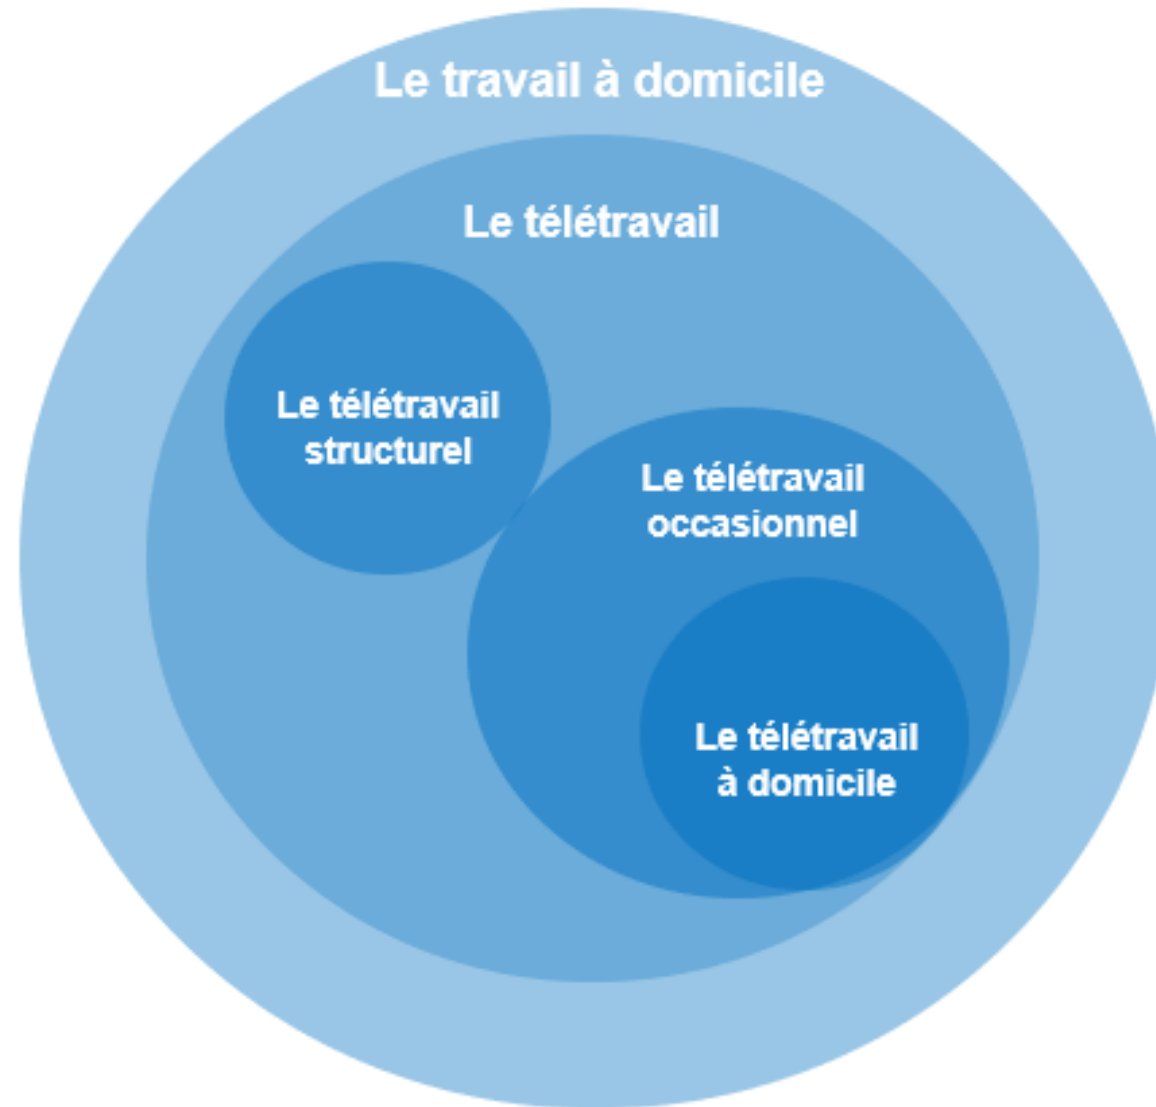 Le travail à domicile
Le télétravail
Le télétravail
structurel
Le télétravail
occasionnel
Le télétravail
à domicile